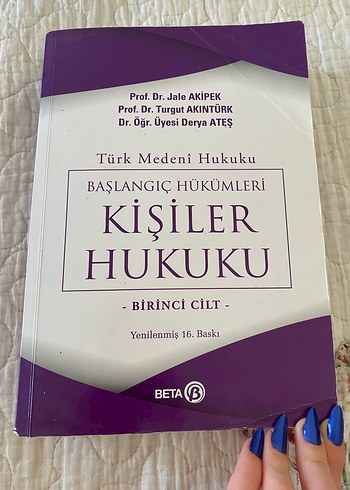 Prof. Dr. Jale AKİPEK
Prof. Dr. Turgut AKINTÜRK
Dr. Öğr. Üyesi Derya ATEŞ
Türk Medenî Hukuku
BAŞLANGIÇ HÜKÜMLERİ
KİŞİLER
HUKUKU
- BİRİNCİ CİLT -
Yenilenmiş 16. Baskı
BETA B